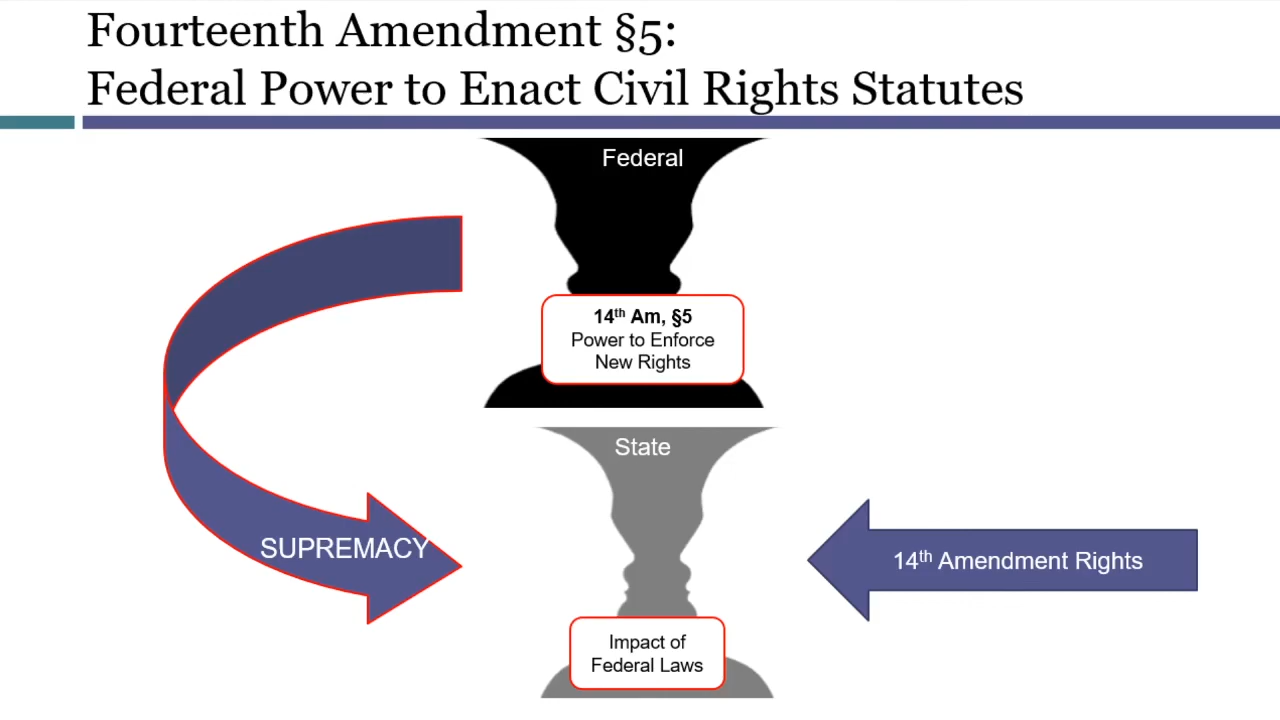 Fourteenth Amendment §5:
Federal Power to Enact Civil Rights Statutes
Federal
14th Am, §5
Power to Enforce
New Rights
State
SUPREMACY
14th Amendment Rights
Impact of
Federal Laws